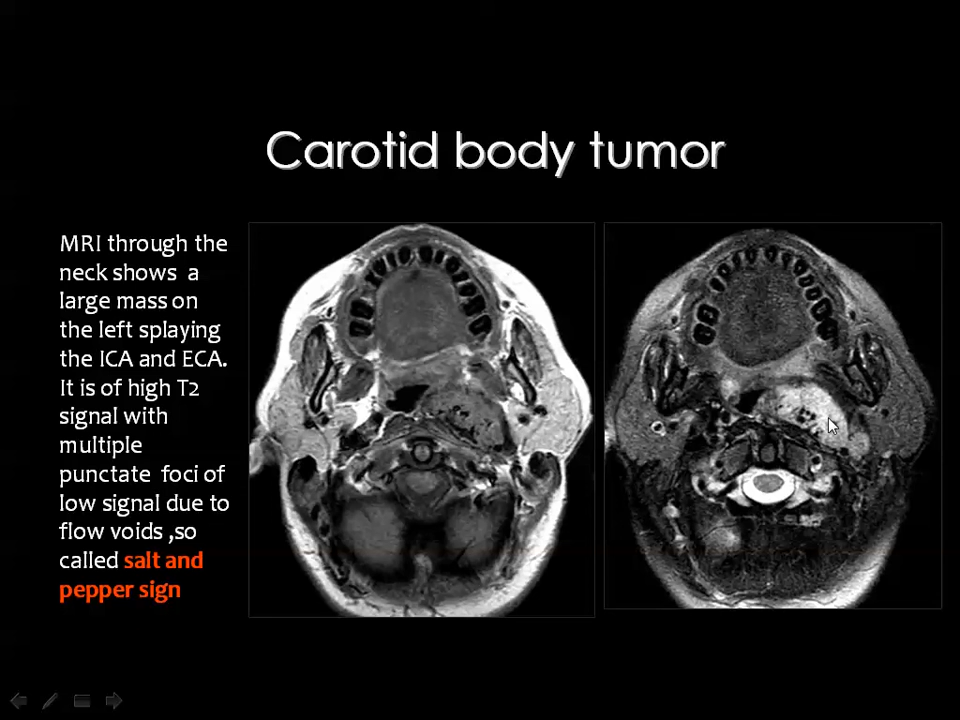 Carotid body tumor
MRI through the
neck shows a
large mass on
the left splaying
the ICA and ECA.
It is of high T2
signal with
multiple
punctate foci of
low signal due to
flow voids ,so
called salt and
pepper sign